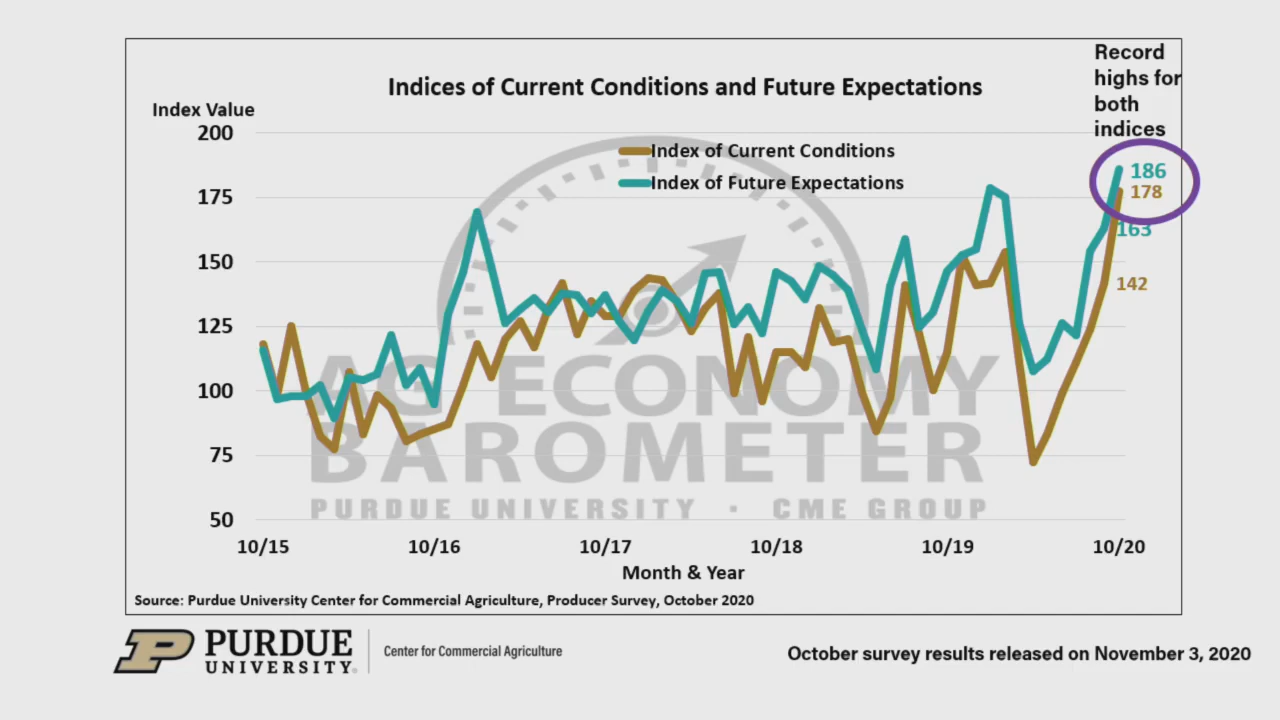 Record
highs for
both
indices
Indices of Current Conditions and Future Expectations
Index Value
200
175
150
125
100
75
50
Index of Current Conditions
Index of Future Expectations
186
178
163
142
AG ECONOMY
BAROMETER
PURDUE UNIVERSITY · CME GROUP
10/15 10/16 10/17 10/18 10/19 10/20
Month & Year
Source: Purdue University Center for Commercial Agriculture, Producer Survey, October 2020
P PURDUE
UNIVERSITY®
Center for Commercial Agriculture
October survey results released on November 3, 2020